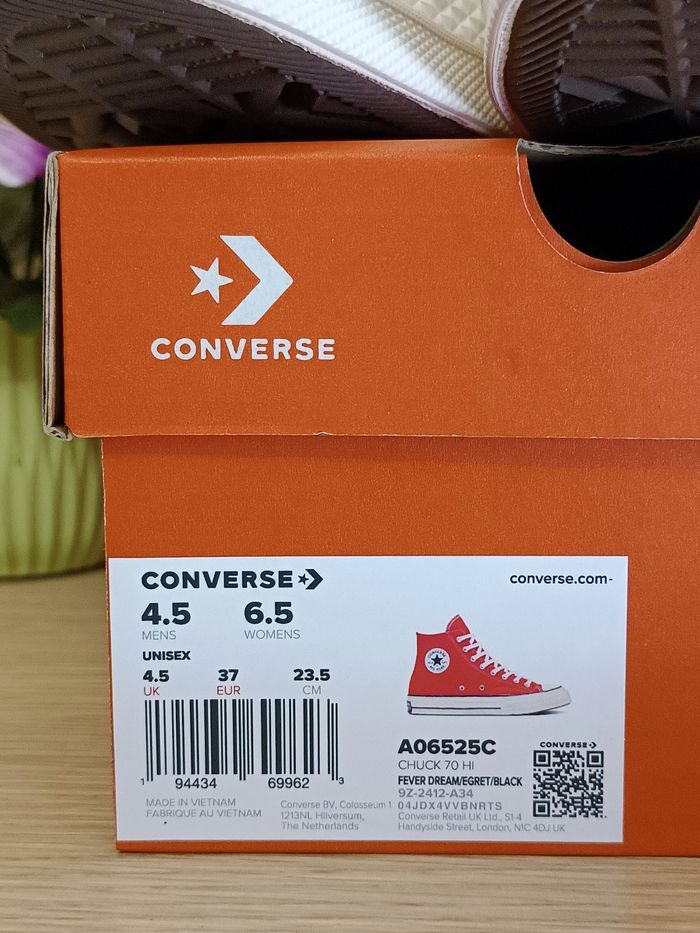 CONVERSE
CONVERSE
converse.com-
4.5 6.5
MENS WOMENS
UNISEX
4.5 37 23.5
UK EUR CM
1 94434 69962 3
MADE IN VIETNAM
FABRIQUE AU VIETNAM
Converse BV, Colosseum 1
1213NL Hilversum,
The Netherlands
A06525C
CHUCK 70 HI
FEVER DREAM/EGRET/BLACK
9Z-2412-A34
04JDX4VVBNRTS
Converse Retail UK Ltd., S1-4
Handyside Street, London, N1C 4DJ UK
CONVERSE